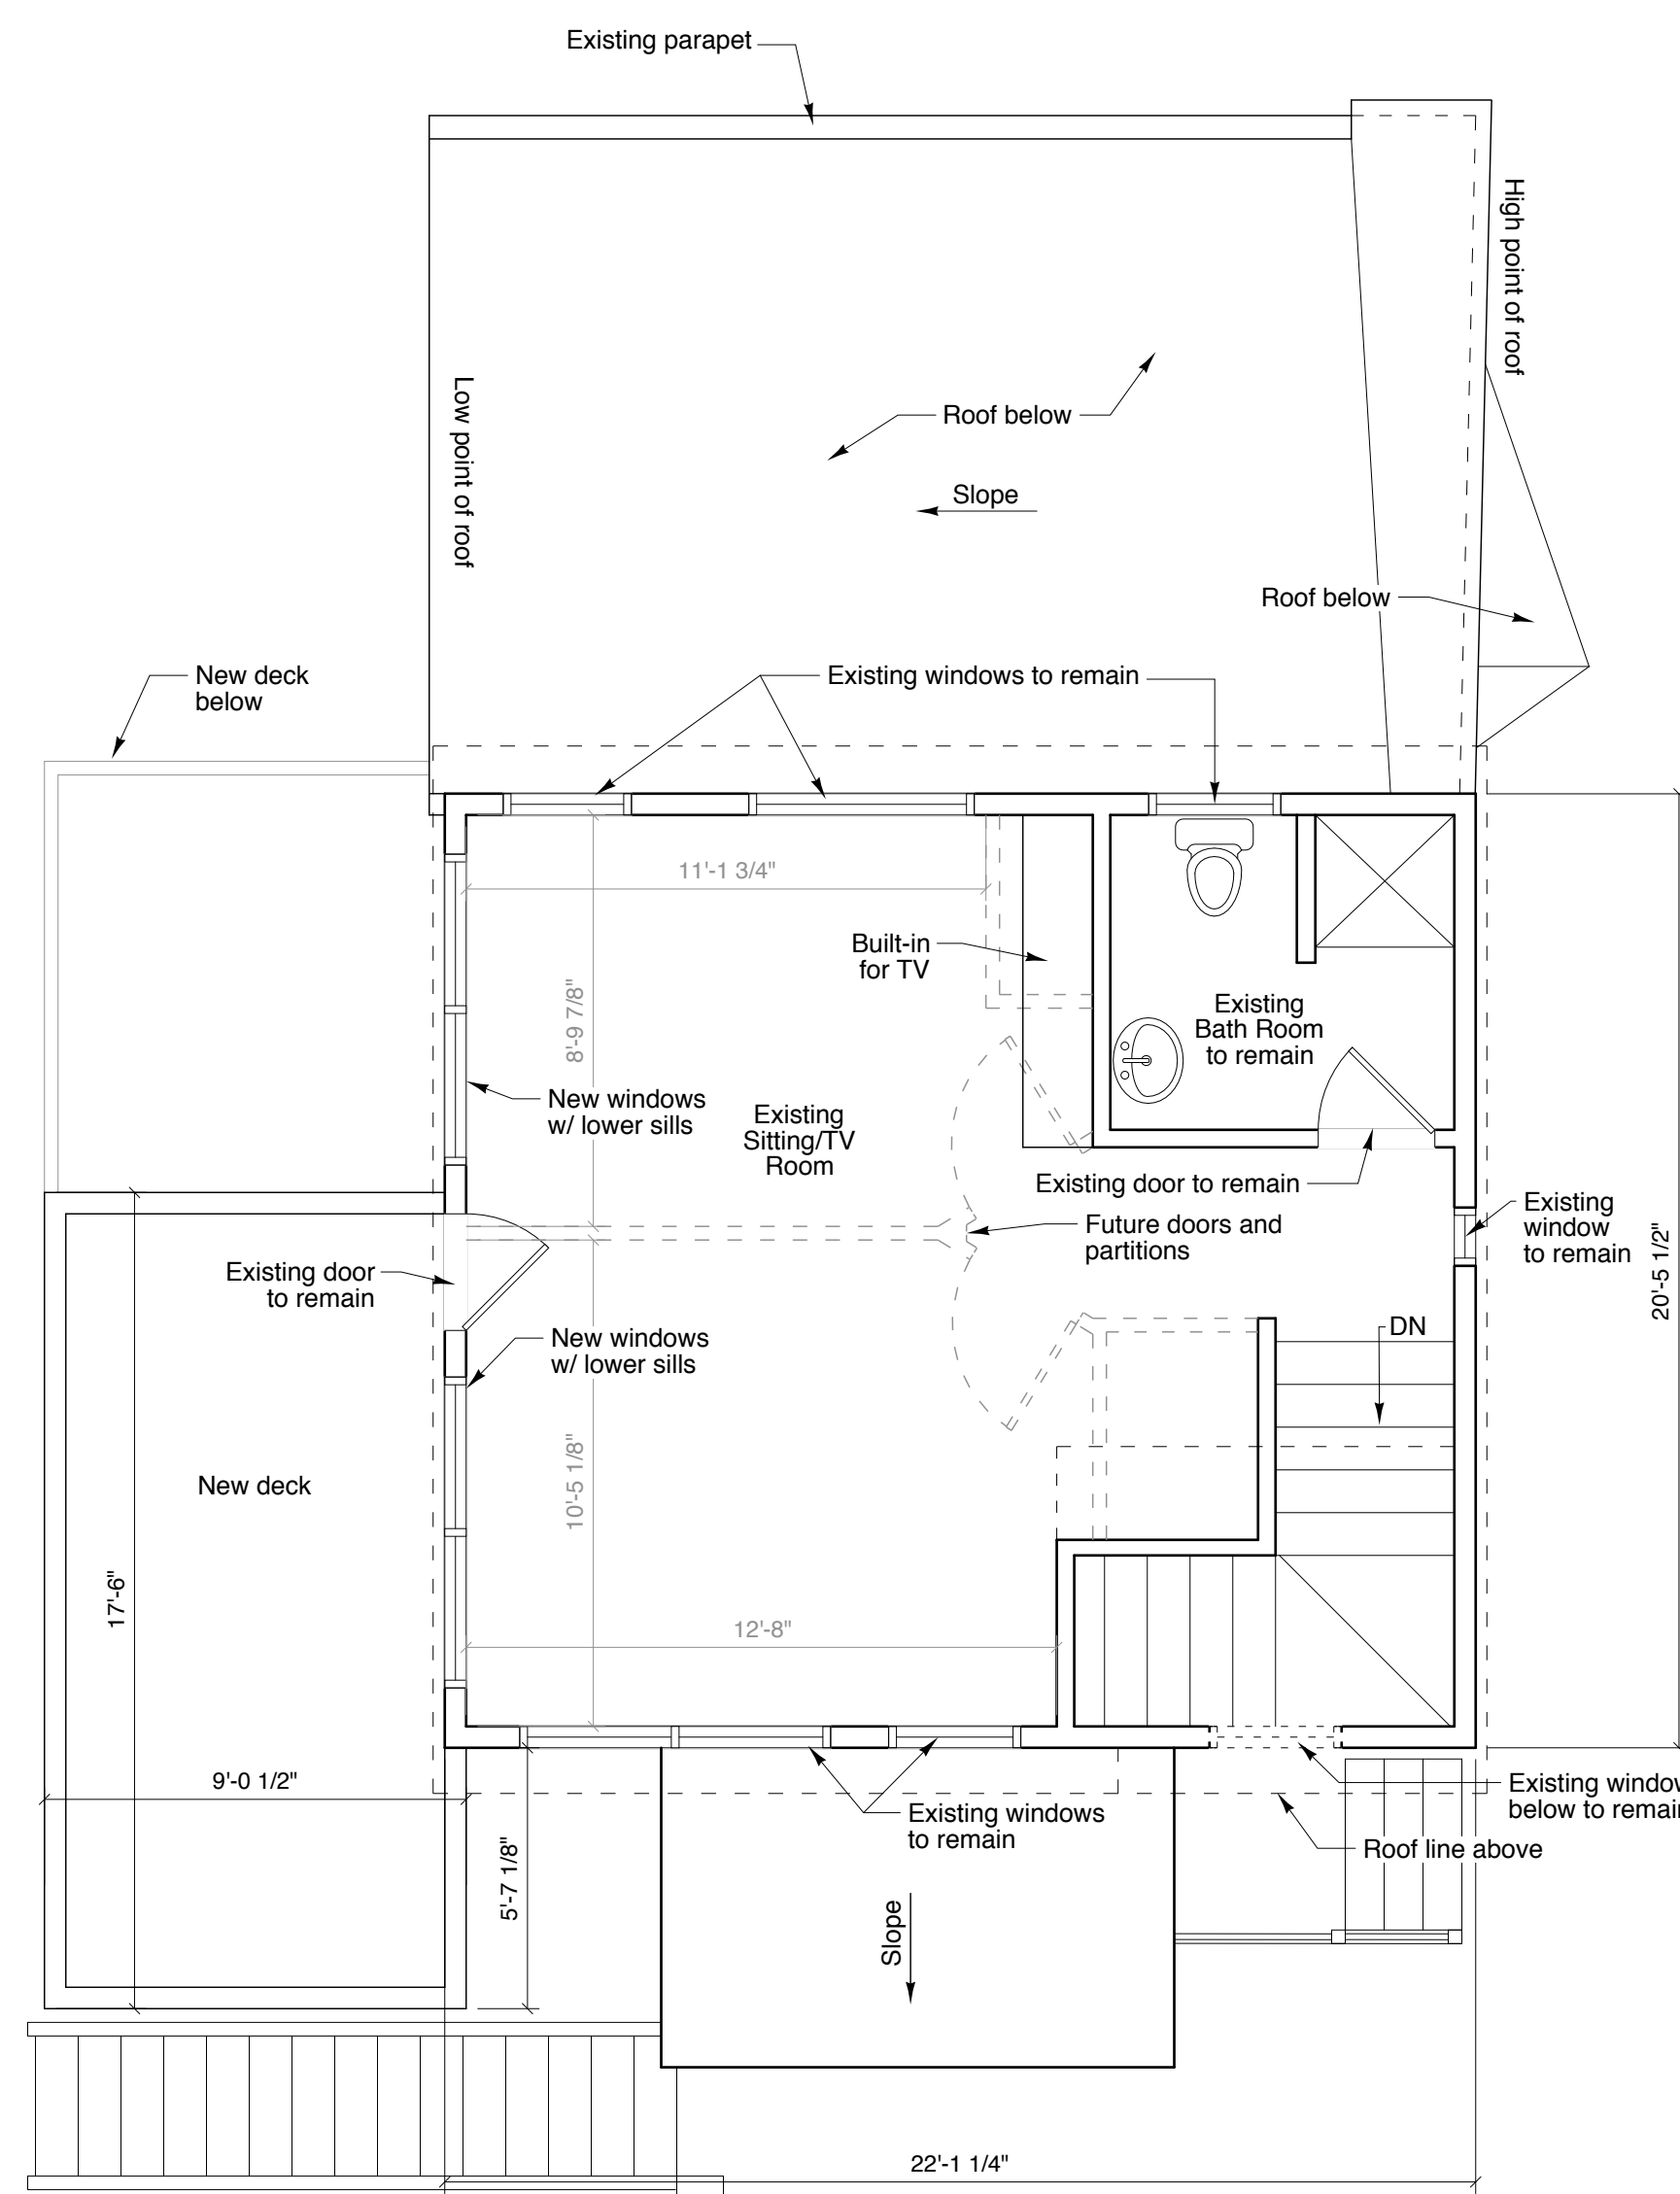 Existing parapet
High point of roof
Low point of roof
Roof below
Slope
Roof below
New deck
below
Existing windows to remain
11'-1 3/4"
Built-in
for TV
8'-9 7/8"
Existing
Bath Room
to remain
New windows
w/ lower sills
Existing
Sitting/TV
Room
Existing door to remain
Existing
window
to remain
Future doors and
partitions
20'-5 1/2"
Existing door
to remain
New windows
w/ lower sills
DN
10'-5 1/8"
New deck
17'-6"
12'-8"
9'-0 1/2"
Existing windows
to remain
Existing window
below to remain
Roof line above
5'-7 1/8"
Slope
22'-1 1/4"